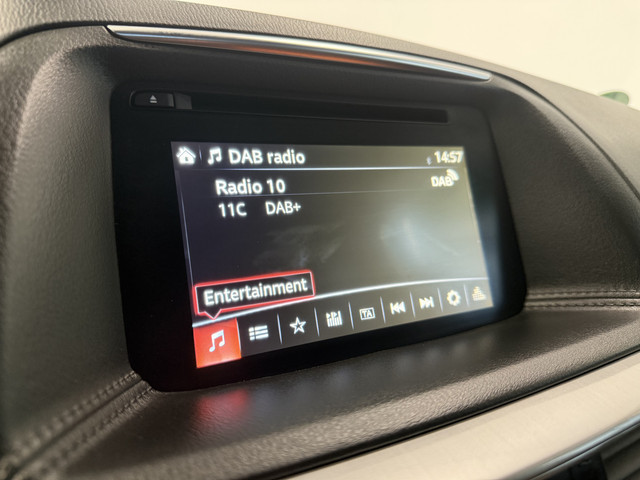 DAB radio 14:57
Radio 10 DAB
11C DAB+
Entertainment
TA